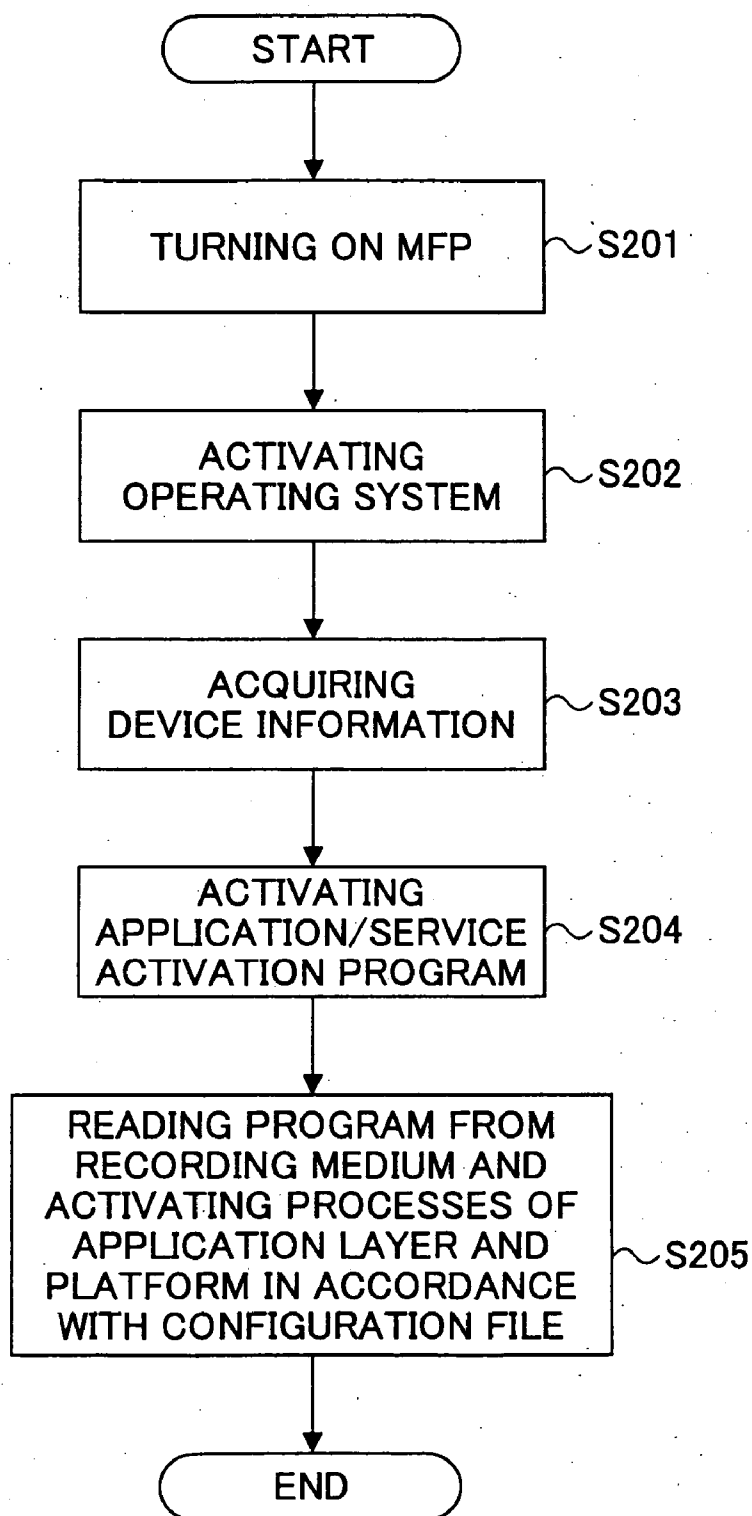 START
TURNING ON MFP
S201
ACTIVATING
OPERATING SYSTEM
S202
ACQUIRING
DEVICE INFORMATION
S203
ACTIVATING
APPLICATION/SERVICE
ACTIVATION PROGRAM
S204
READING PROGRAM FROM
RECORDING MEDIUM AND
ACTIVATING PROCESSES OF
APPLICATION LAYER AND
PLATFORM IN ACCORDANCE
WITH CONFIGURATION FILE
S205
END